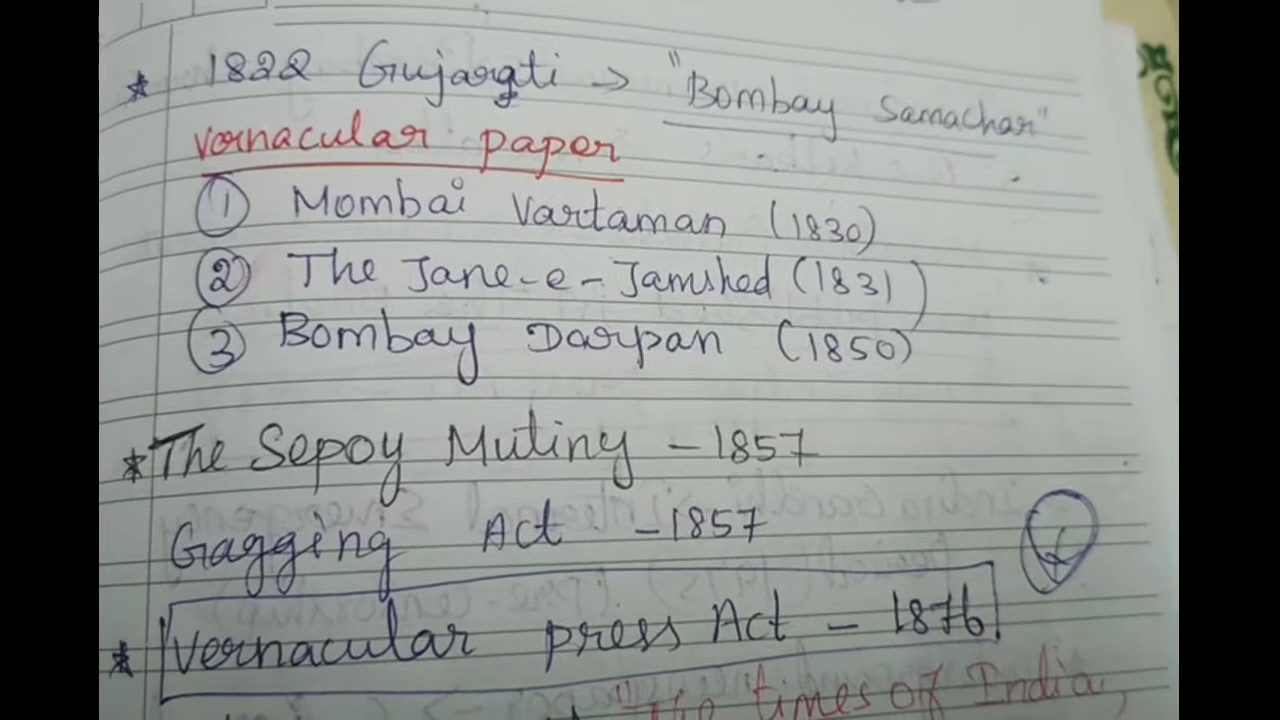 * 1822 Gujarati → "Bombay Samachar"
Vernacular paper
① Mombai Vartaman (1830)
② The Jane-e-Jamshed (1831)
③ Bombay Darpan (1850)
* The Sepoy Mutiny - 1857
Gagging Act - 1857
* Vernacular press Act - 1876
"The times of India,